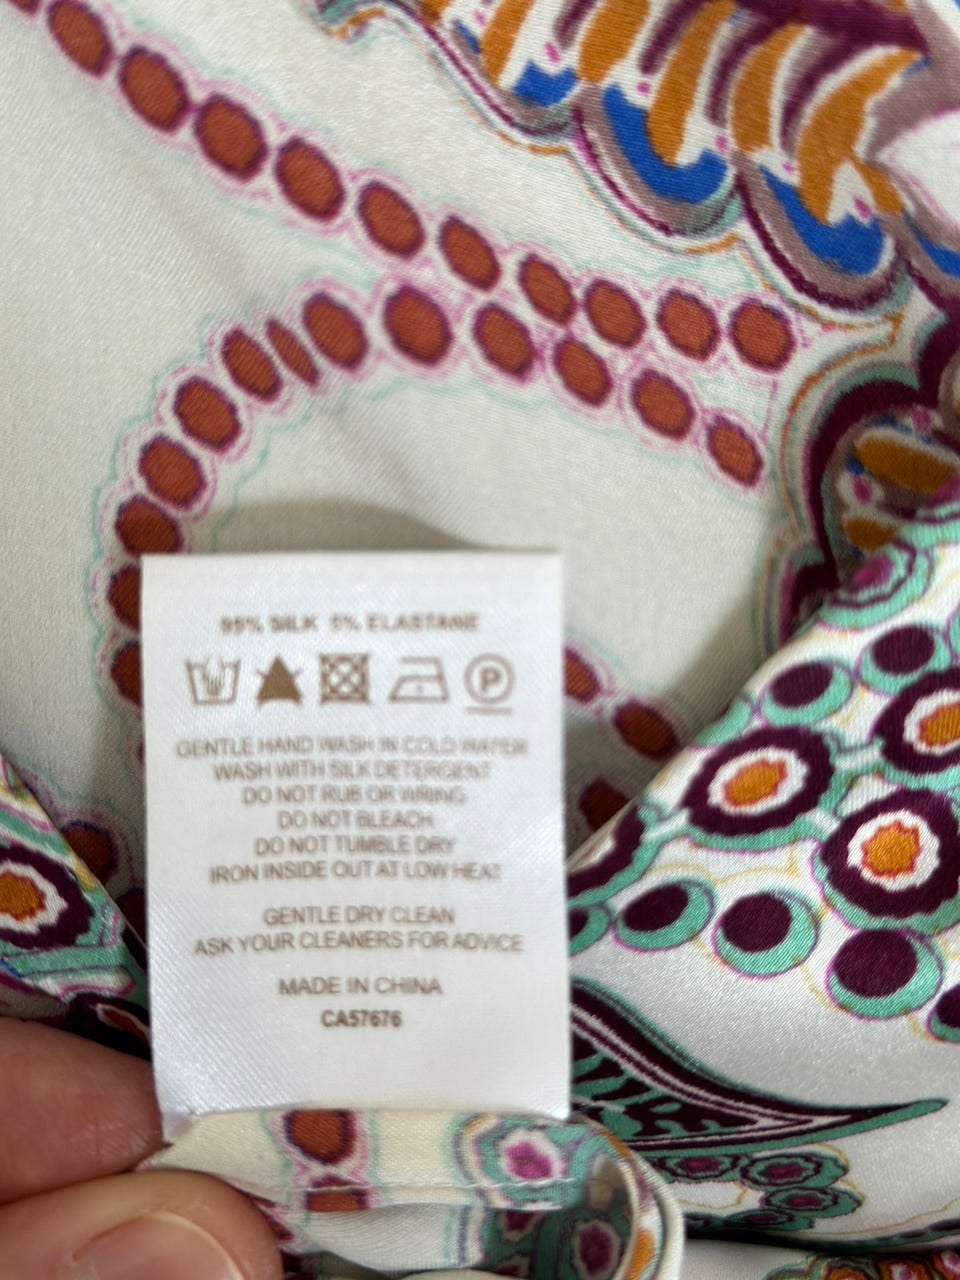 95% SILK 5% ELASTANE
P
GENTLE HAND WASH IN COLD WATER
WASH WITH SILK DETERGENT
DO NOT RUB OR WRING
DO NOT BLEACH
DO NOT TUMBLE DRY
IRON INSIDE OUT AT LOW HEAT
GENTLE DRY CLEAN
ASK YOUR CLEANERS FOR ADVICE
MADE IN CHINA
CA57676